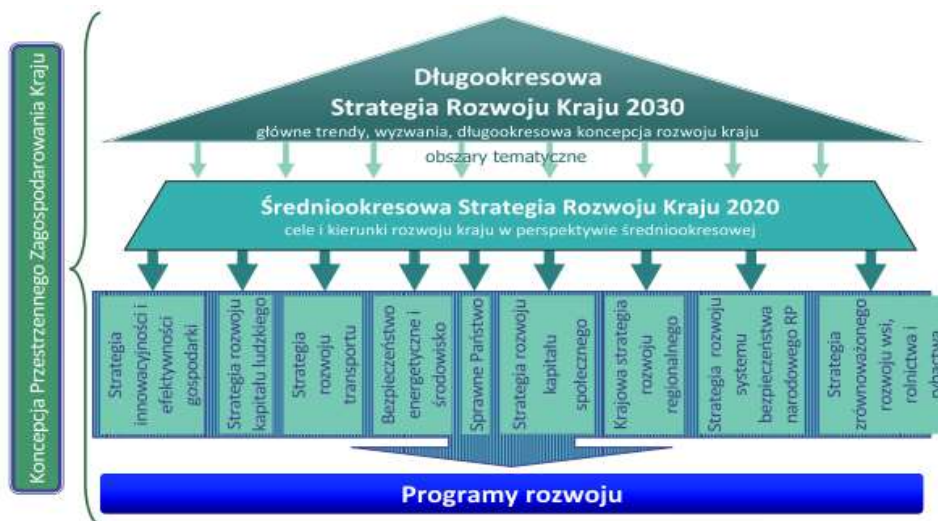 Koncepcja Przestrzennego Zagospodarowania Kraju
Długookresowa
Strategia Rozwoju Kraju 2030
główne trendy, wyzwania, długookresowa koncepcja rozwoju kraju
obszary tematyczne
Średniookresowa Strategia Rozwoju Kraju 2020
cele i kierunki rozwoju kraju w perspektywie średniookresowej
Strategia
innowacyjności i
efektywności
gospodarki
Strategia rozwoju
kapitału ludzkiego
Strategia
rozwoju
transportu
Bezpieczeństwo
energetyczne i
środowisko
Sprawne Państwo
Strategia rozwoju
kapitału
społecznego
Krajowa strategia
rozwoju
regionalnego
Strategia rozwoju
systemu
bezpieczeństwa
narodowego RP
Strategia
zrównoważonego
rozwoju wsi,
rolnictwa i
rybactwa
Programy rozwoju